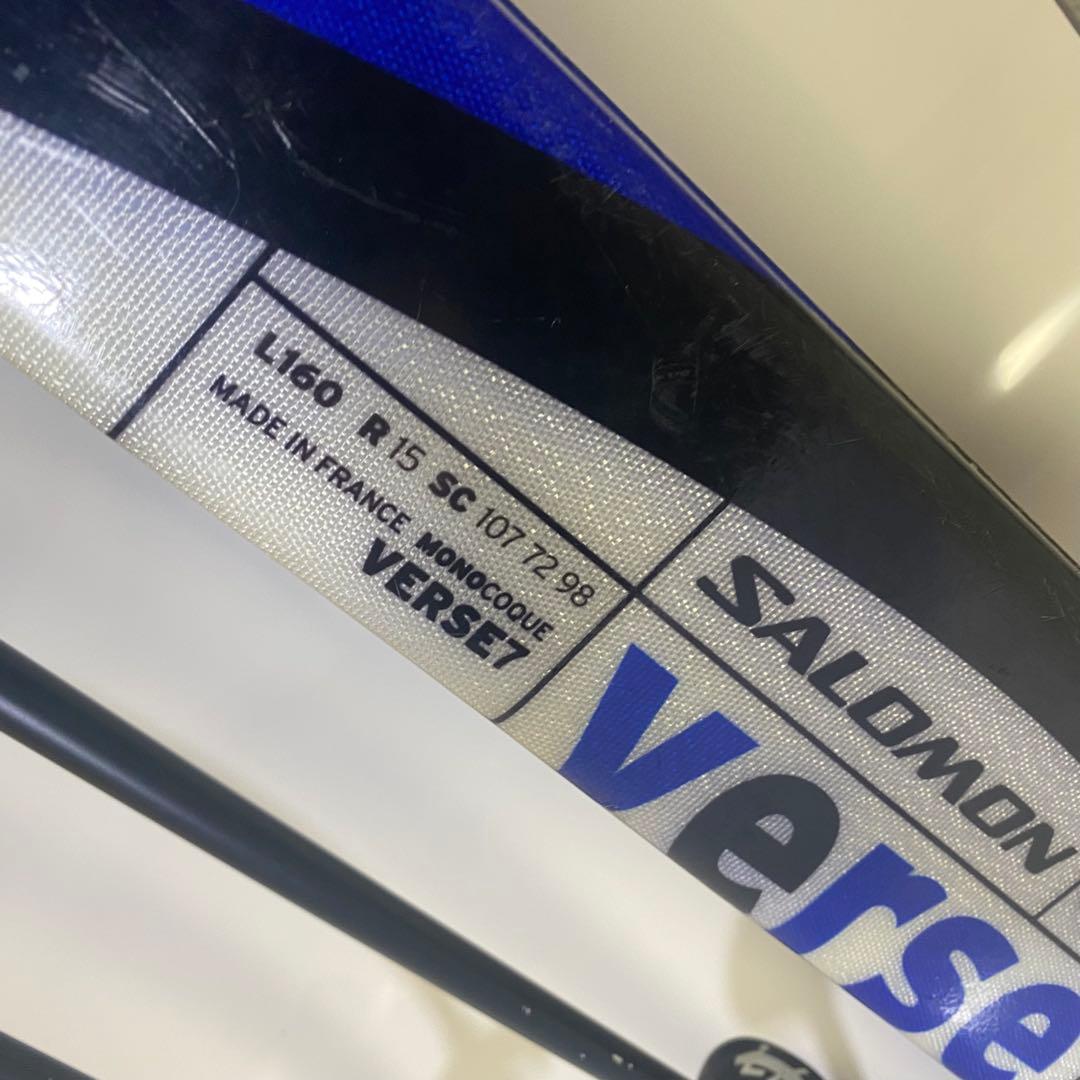 L160 R 15 SC 107 72 98
MADE IN FRANCE MONOCOQUE
VERSE7
SALOMON
verse